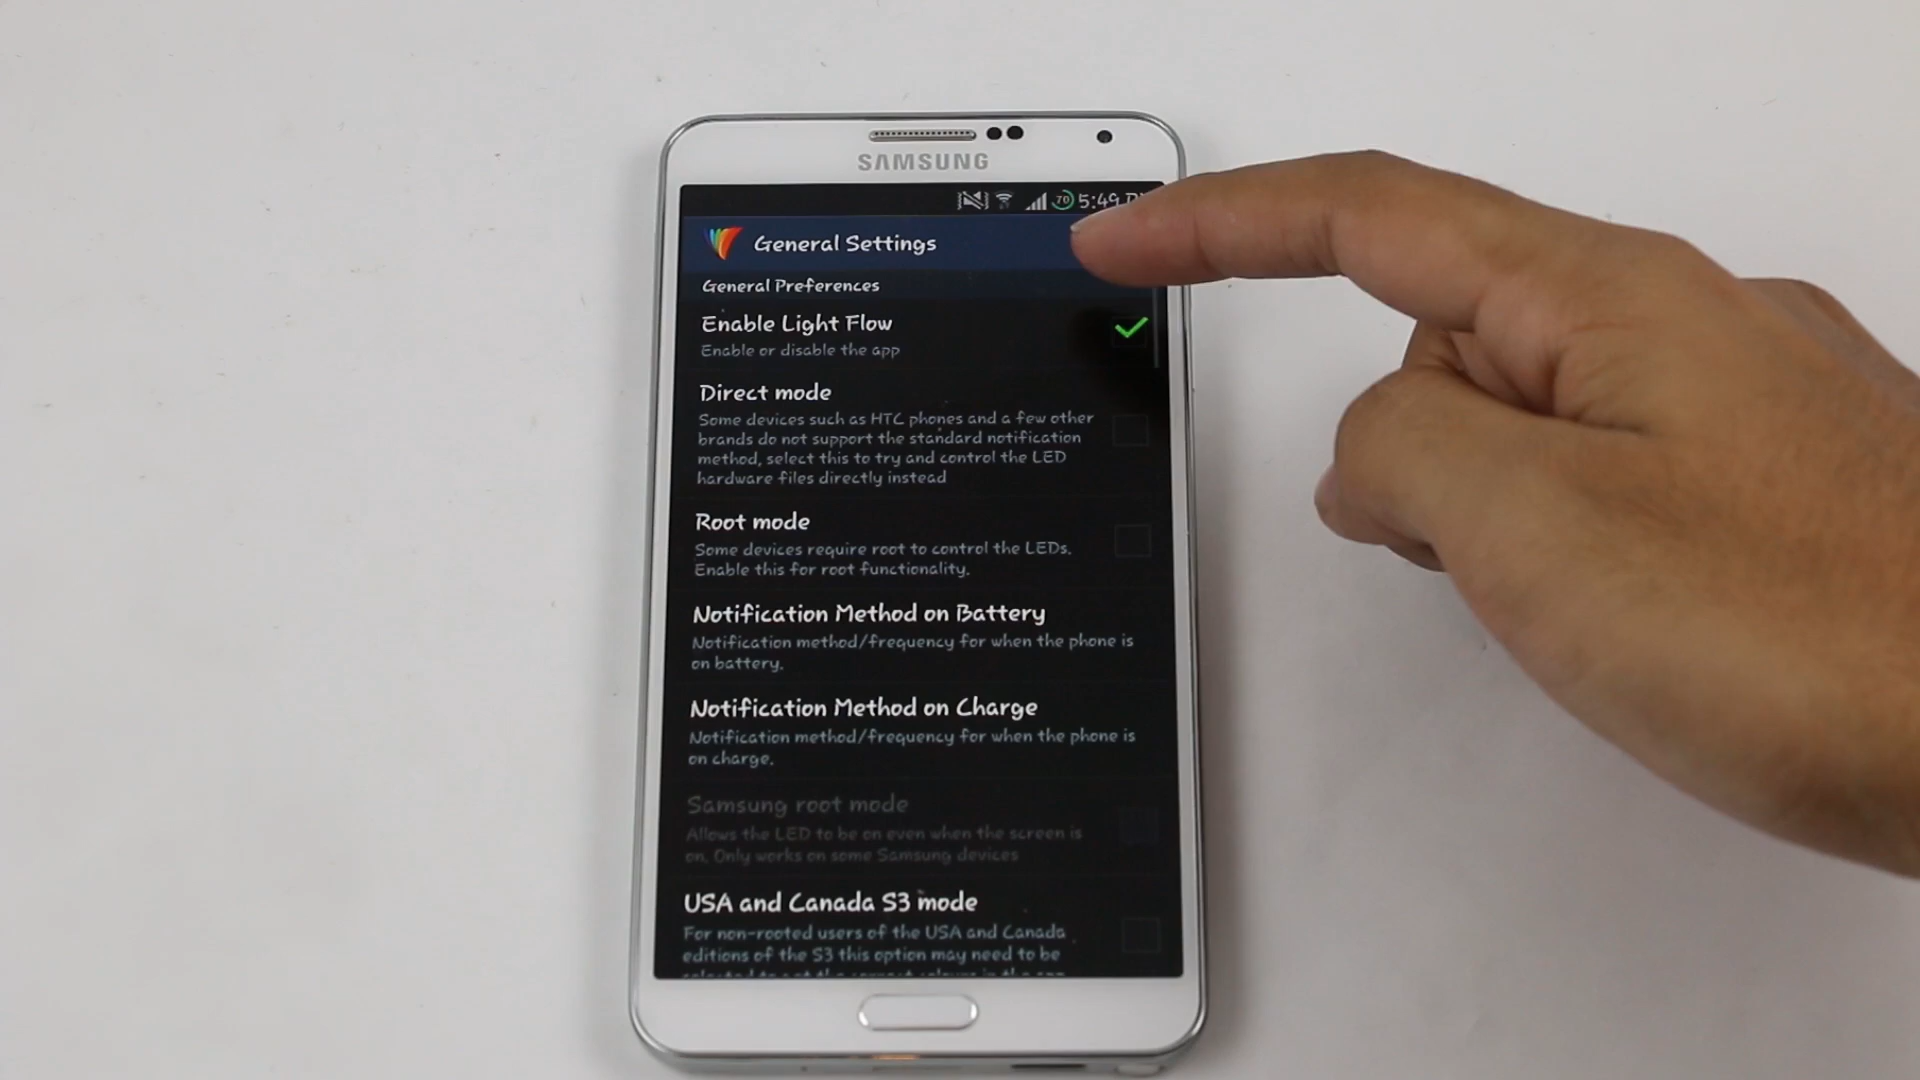 SAMSUNG
70 5:49
General Settings
General Preferences
Enable Light Flow
Enable or disable the app
Direct mode
Some devices such as HTC phones and a few other
brands do not support the standard notification
method, select this to try and control the LED
hardware files directly instead
Root mode
Some devices require root to control the LEDs.
Enable this for root functionality.
Notification Method on Battery
Notification method/frequency for when the phone is
on battery.
Notification Method on Charge
Notification method/frequency for when the phone is
on charge.
Samsung root mode
Allows the LED to be on even when the screen is
on. Only works on some Samsung devices
USA and Canada S3 mode
For non-rooted users of the USA and Canada
editions of the S3 this option may need to be